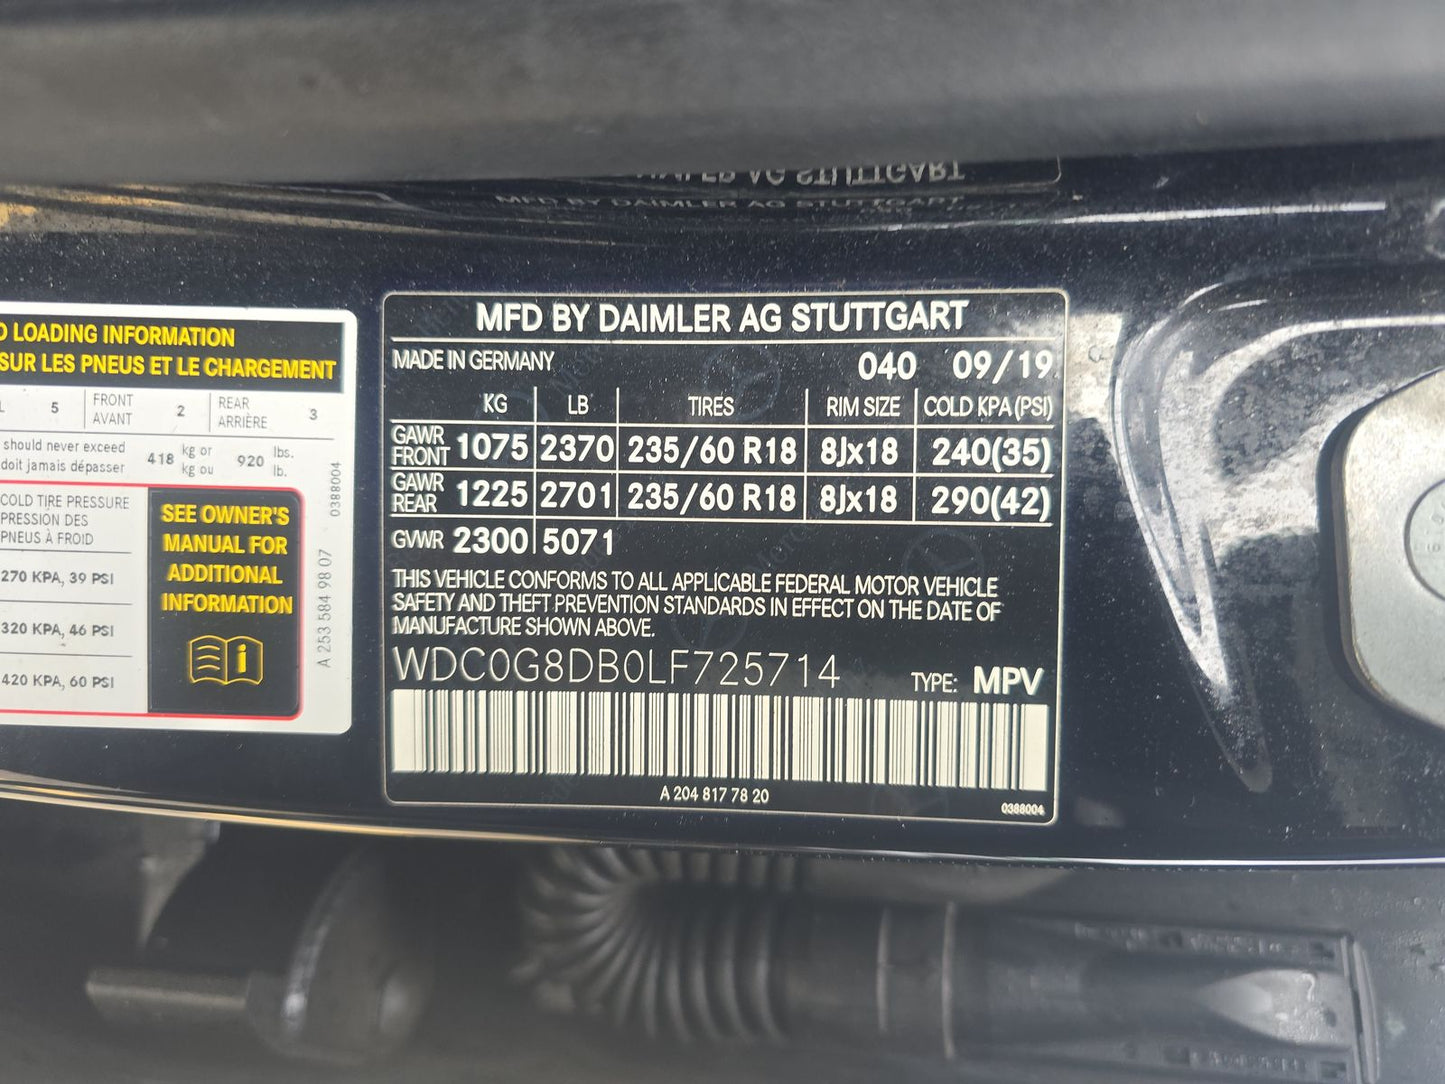 LOADING INFORMATION
SUR LES PNEUS ET LE CHARGEMENT
5
FRONT
AVANT
2
REAR
ARRIÈRE
3
should never exceed
doit jamais dépasser
418
kg or
kg ou
920
lbs.
lb.
COLD TIRE PRESSURE
PRESSION DES
PNEUS À FROID
270 KPA, 39 PSI
320 KPA, 46 PSI
420 KPA, 60 PSI
SEE OWNER'S
MANUAL FOR
ADDITIONAL
INFORMATION
0388004
A 253 584 98 07
MFD BY DAIMLER AG STUTTGART
MADE IN GERMANY 040 09/19
KG LB TIRES RIM SIZE COLD KPA (PSI)
GAWR FRONT 1075 2370 235/60 R18 8Jx18 240(35)
GAWR REAR 1225 2701 235/60 R18 8Jx18 290(42)
GVWR 2300 5071
THIS VEHICLE CONFORMS TO ALL APPLICABLE FEDERAL MOTOR VEHICLE
SAFETY AND THEFT PREVENTION STANDARDS IN EFFECT ON THE DATE OF
MANUFACTURE SHOWN ABOVE.
WDC0G8DB0LF725714 TYPE: MPV
A 204 817 78 20
0388004